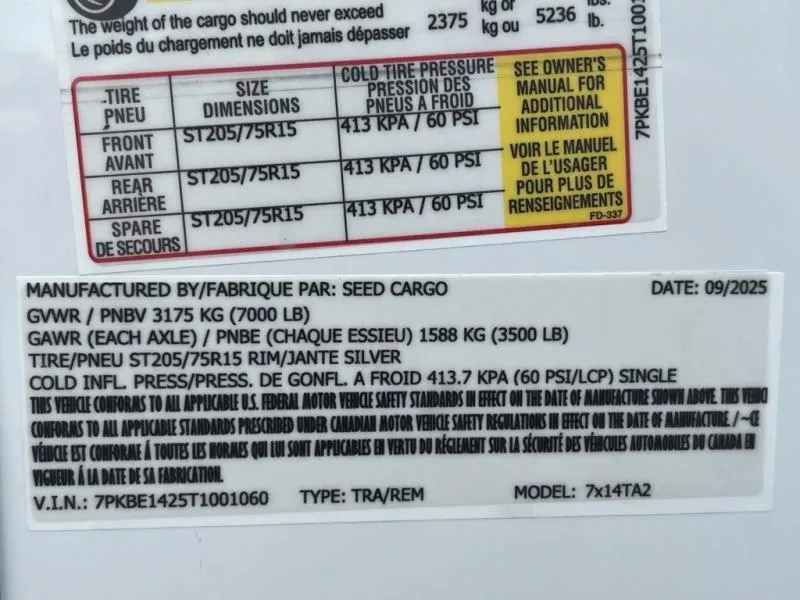 The weight of the cargo should never exceed 2375 kg or 5236 lbs.
Le poids du chargement ne doit jamais dépasser kg ou lb.
TIRE PNEU SIZE DIMENSIONS COLD TIRE PRESSURE PRESSION DES PNEUS A FROID
FRONT AVANT ST205/75R15 413 KPA / 60 PSI
REAR ARRIÈRE ST205/75R15 413 KPA / 60 PSI
SPARE DE SECOURS ST205/75R15 413 KPA / 60 PSI
SEE OWNER'S
MANUAL FOR
ADDITIONAL
INFORMATION
VOIR LE MANUEL
DE L'USAGER
POUR PLUS DE
RENSEIGNEMENTS
FD-337
7PKBE1425T1001
MANUFACTURED BY/FABRIQUE PAR: SEED CARGO DATE: 09/2025
GVWR / PNBV 3175 KG (7000 LB)
GAWR (EACH AXLE) / PNBE (CHAQUE ESSIEU) 1588 KG (3500 LB)
TIRE/PNEU ST205/75R15 RIM/JANTE SILVER
COLD INFL. PRESS/PRESS. DE GONFL. A FROID 413.7 KPA (60 PSI/LCP) SINGLE
THIS VEHICLE CONFORMS TO ALL APPLICABLE U.S. FEDERAL MOTOR VEHICLE SAFETY STANDARDS IN EFFECT ON THE DATE OF MANUFACTURE SHOWN ABOVE. THIS VEHIC
CONFORMS TO ALL APPLICABLE STANDARDS PRESCRIBED UNDER CANADIAN MOTOR VEHICLE SAFETY REGULATIONS IN EFFECT ON THE DATE OF MANUFACTURE. / ~CE
VÉHICLE EST CONFORME Á TOUTES LES NORMES QUI LUI SONT APPLICABLES EN VERTU DU RÉGLEMENT SUR LA SÉCURITÉ DES VÉHICULES AUTOMOBILES DU CANADA EN
VIGUEUR Á LA DATE DE SA FABRICATION.
V.I.N.: 7PKBE1425T1001060 TYPE: TRA/REM MODEL: 7x14TA2